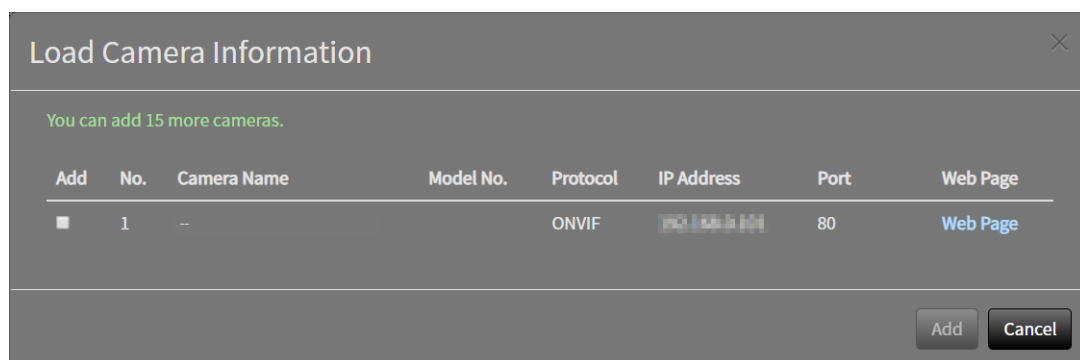 Load Camera Information
You can add 15 more cameras.
Add No. Camera Name Model No. Protocol IP Address Port Web Page
1 -- ONVIF 80 Web Page
Add Cancel